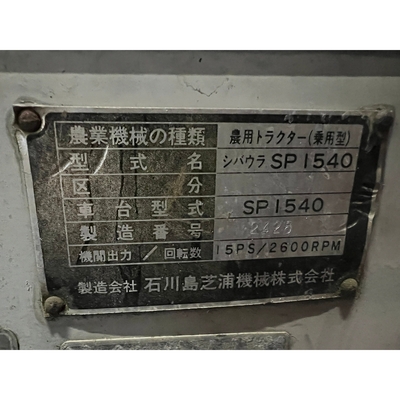 農業機械の種類 農用トラクター(乗用型)
型式名 シバウラ SP1540
区分
車台型式 SP1540
製造番号
機関出力/回転数 15PS/2600RPM
製造会社 石川島芝浦機械株式会社